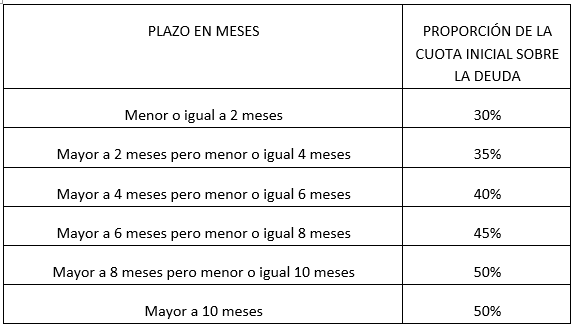 PLAZO EN MESES
PROPORCIÓN DE LA
CUOTA INICIAL SOBRE
LA DEUDA
Menor o igual a 2 meses
30%
Mayor a 2 meses pero menor o igual 4 meses
35%
Mayor a 4 meses pero menor o igual 6 meses
40%
Mayor a 6 meses pero menor o igual 8 meses
45%
Mayor a 8 meses pero menor o igual 10 meses
50%
Mayor a 10 meses
50%